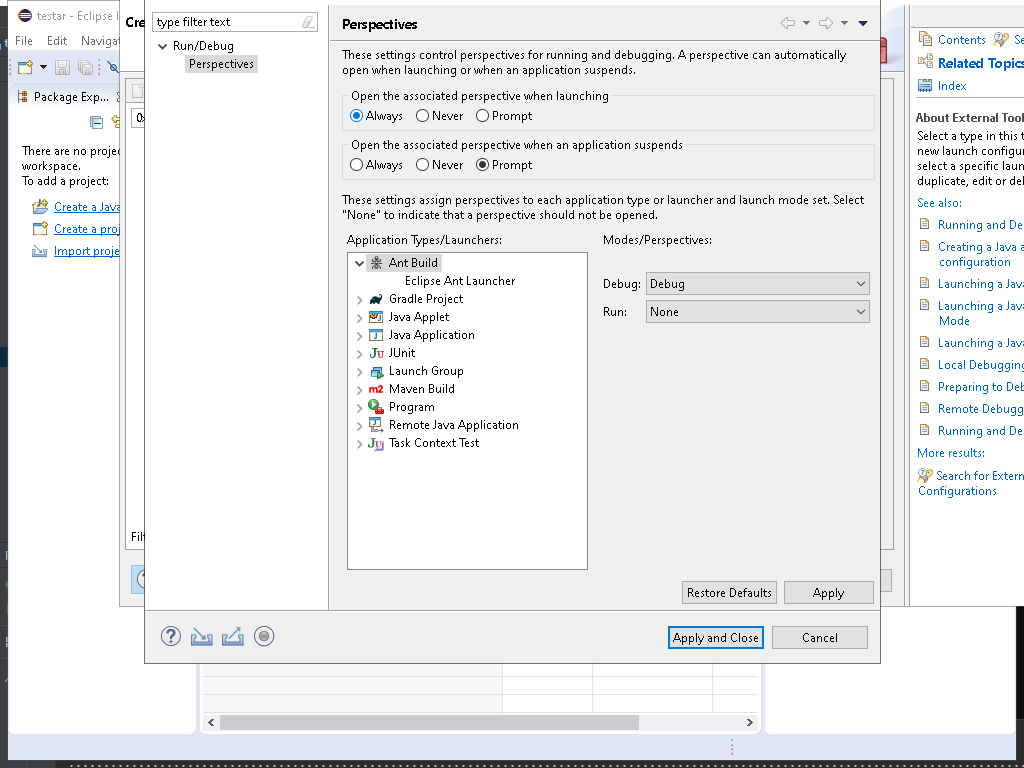 testar - Eclipse
File Edit Naviga
Package Exp...
There are no proje
workspace.
To add a project:
Create a Java
Create a proj
Import proje
Cre
0
Filt
type filter text
Run/Debug
Perspectives
Perspectives
These settings control perspectives for running and debugging. A perspective can automatically
open when launching or when an application suspends.
Open the associated perspective when launching
Always Never Prompt
Open the associated perspective when an application suspends
Always Never Prompt
These settings assign perspectives to each application type or launcher and launch mode set. Select
"None" to indicate that a perspective should not be opened.
Application Types/Launchers:
Ant Build
Eclipse Ant Launcher
Gradle Project
Java Applet
Java Application
JUnit
Launch Group
Maven Build
Program
Remote Java Application
Task Context Test
Modes/Perspectives:
Debug: Debug
Run: None
Restore Defaults Apply
Apply and Close Cancel
Contents Se
Related Topics
Index
About External Tool
Select a type in this t
new launch configur
select a specific laun
duplicate, edit or del
See also:
Running and De
Creating a Java a
configuration
Launching a Java
Launching a Java
Mode
Launching a Java
Local Debugging
Preparing to Deb
Remote Debugg
Running and De
More results:
Search for Extern
Configurations